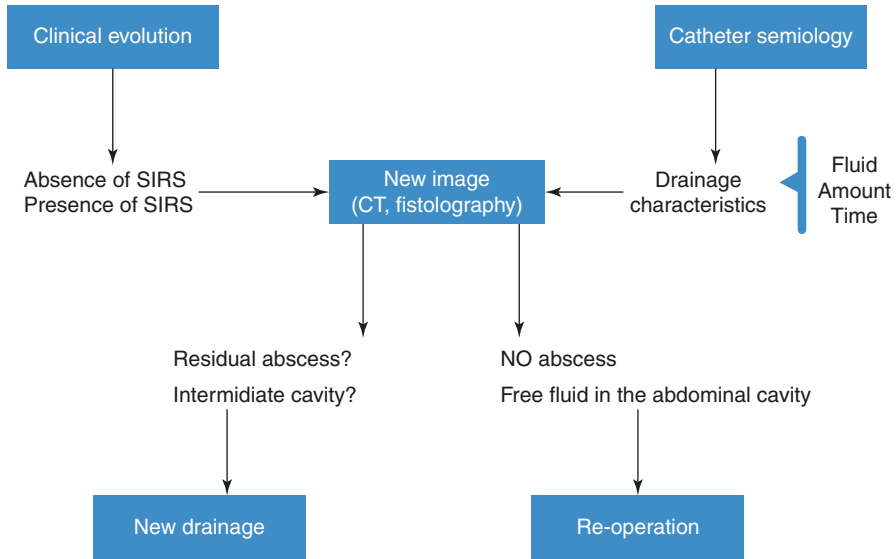 Clinical evolution
Catheter semiology
Absence of SIRS
Presence of SIRS
New image
(CT, fistolography)
Drainage
characteristics
Fluid
Amount
Time
Residual abscess?
Intermidiate cavity?
NO abscess
Free fluid in the abdominal cavity
New drainage
Re-operation